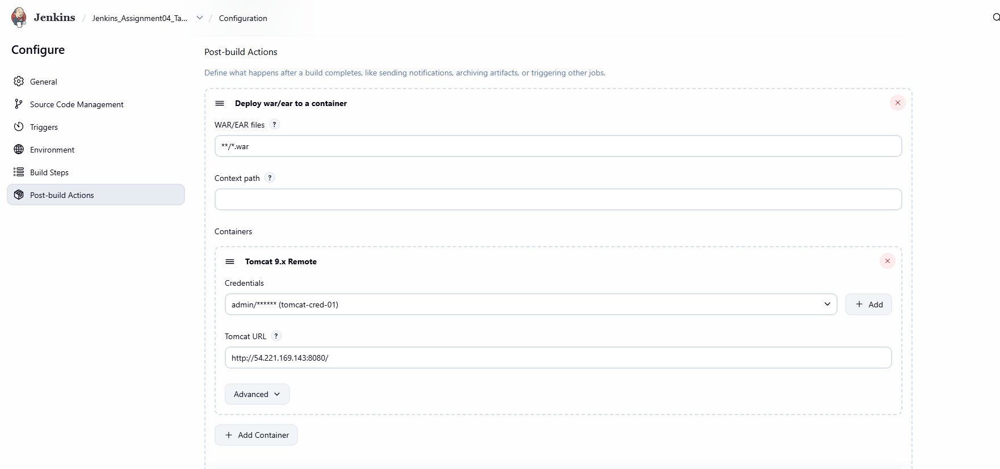 Jenkins / Jenkins_Assignment04_Ta... / Configuration
Configure
General
Source Code Management
Triggers
Environment
Build Steps
Post-build Actions
Post-build Actions
Define what happens after a build completes, like sending notifications, archiving artifacts, or triggering other jobs.
Deploy war/ear to a container
WAR/EAR files ?
**/*.war
Context path ?
Containers
Tomcat 9.x Remote
Credentials
admin/****** (tomcat-cred-01)
+ Add
Tomcat URL ?
http://54.221.169.143:8080/
Advanced
+ Add Container